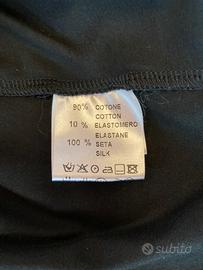 90% COTONE
COTTON
10% ELASTOMERO
ELASTANE
100% SETA
SILK
subito